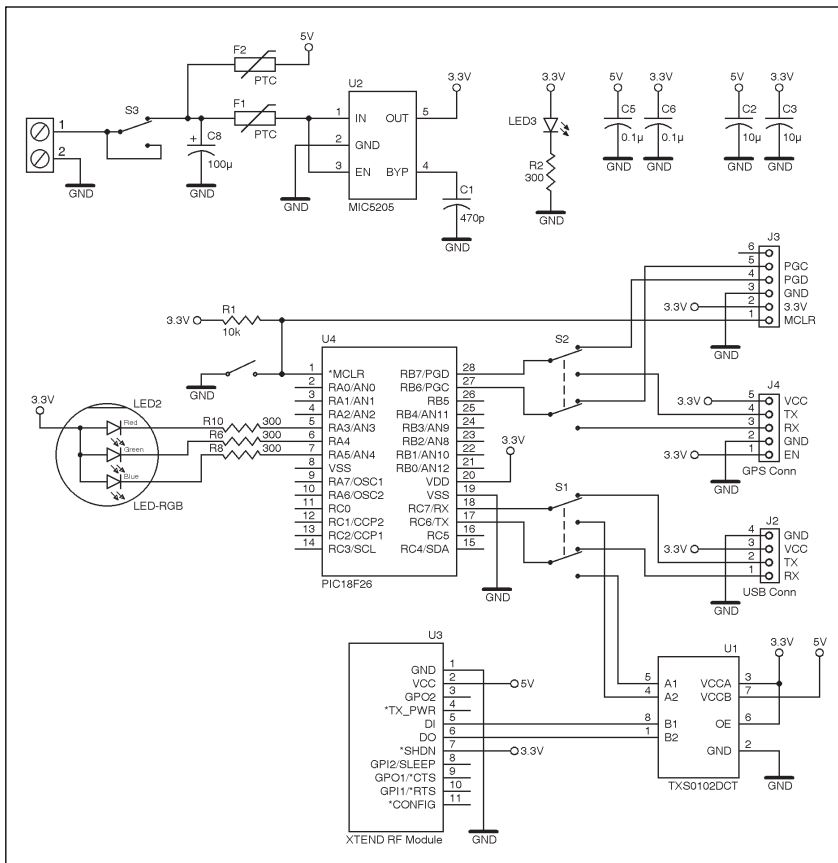 F2
PTC
5V
S3
1
2
GND
+
C8
100µ
GND
F1
PTC
U2
1 IN OUT 5
2 GND
3 EN BYP 4
MIC5205
GND
3.3V
C1
470p
GND
3.3V
LED3
R2
300
GND
5V
C5
0.1µ
GND
3.3V
C6
0.1µ
GND
5V
C2
10µ
GND
3.3V
C3
10µ
GND
J3
6
5 PGC
4 PGD
3 GND
3.3V 2 3.3V
1 MCLR
GND
3.3V
R1
10k
GND
3.3V
LED2
Red
Green
Blue
LED-RGB
R10 300
R6 300
R8 300
U4
1 *MCLR RB7/PGD 28
2 RA0/AN0 RB6/PGC 27
3 RA1/AN1 RB5 26
4 RA2/AN2 RB4/AN11 25
5 RA3/AN3 RB3/AN9 24
6 RA4 RB2/AN8 23
7 RA5/AN4 RB1/AN10 22
8 VSS RB0/AN12 21
9 RA7/OSC1 VDD 20
10 RA6/OSC2 VSS 19
11 RC0 RC7/RX 18
12 RC1/CCP2 RC6/TX 17
13 RC2/CCP1 RC5 16
14 RC3/SCL RC4/SDA 15
PIC18F26
3.3V
GND
S2
S1
J4
3.3V 5 VCC
4 TX
3 RX
2 GND
3.3V 1 EN
GPS Conn
GND
J2
4 GND
3.3V 3 VCC
2 TX
1 RX
USB Conn
GND
U3
GND 1
VCC 2 5V
GPO2 3
*TX_PWR 4
DI 5
DO 6
*SHDN 7 3.3V
GPI2/SLEEP 8
GPO1/*CTS 9
GPI1/*RTS 10
*CONFIG 11
XTEND RF Module
GND
U1
3.3V
5V
5 A1 VCCA 3
4 A2 VCCB 7
8 B1 OE 6
1 B2
GND 2
TXS0102DCT
GND